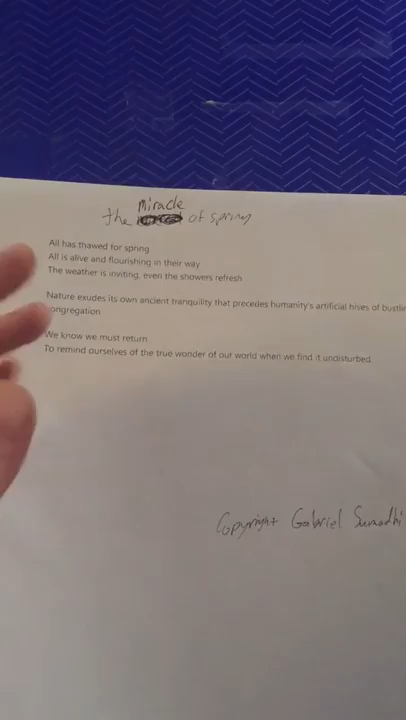 the miracle of spring
All has thawed for spring
All is alive and flourishing in their way
The weather is inviting, even the showers refresh
Nature exudes its own ancient tranquility that precedes humanity's artificial hives of
congregation
We know we must return
To remind ourselves of the true wonder of our world when we find it undisturbed
Copyright Gabriel